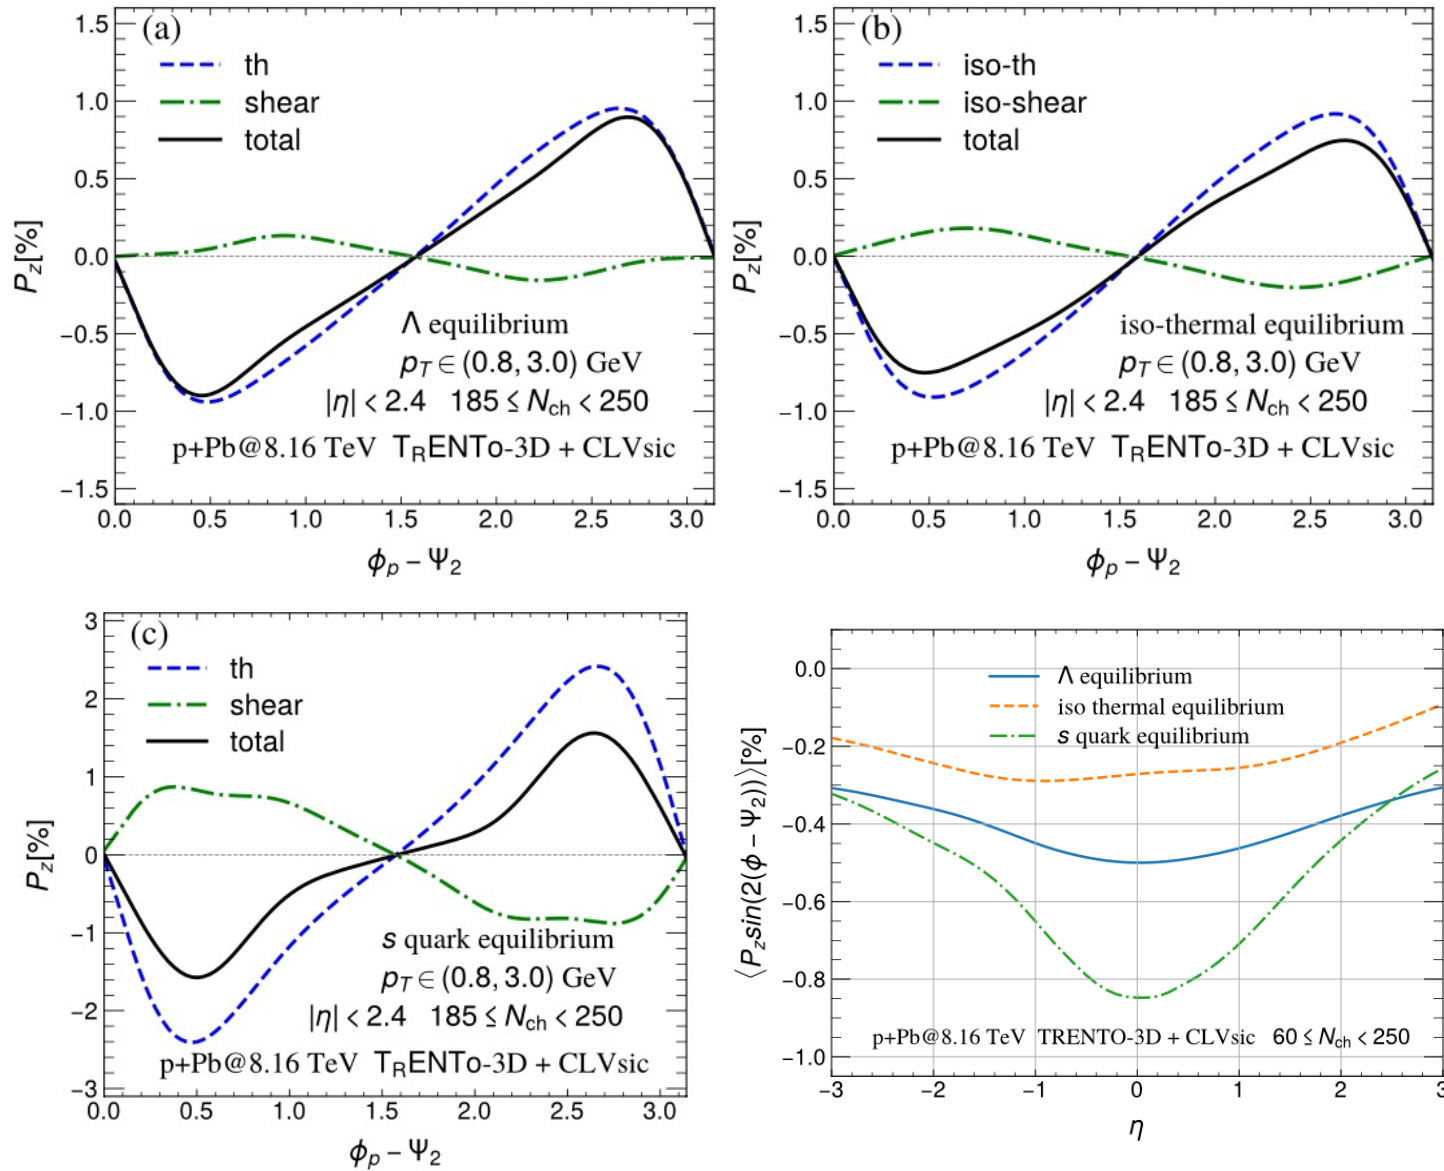 (a)
th
shear
total
1.5
1.0
0.5
0.0
−0.5
−1.0
−1.5
P_z[%]
Λ equilibrium
p_T ∈ (0.8, 3.0) GeV
|η| < 2.4 185 ≤ N_ch < 250
p+Pb@8.16 TeV T_RENTo-3D + CLVsic
0.0 0.5 1.0 1.5 2.0 2.5 3.0
ϕ_p − Ψ_2
(b)
iso-th
iso-shear
total
1.5
1.0
0.5
0.0
−0.5
−1.0
−1.5
P_z[%]
iso-thermal equilibrium
p_T ∈ (0.8, 3.0) GeV
|η| < 2.4 185 ≤ N_ch < 250
p+Pb@8.16 TeV T_RENTo-3D + CLVsic
0.0 0.5 1.0 1.5 2.0 2.5 3.0
ϕ_p − Ψ_2
(c)
th
shear
total
3
2
1
0
−1
−2
−3
P_z[%]
s quark equilibrium
p_T ∈ (0.8, 3.0) GeV
|η| < 2.4 185 ≤ N_ch < 250
p+Pb@8.16 TeV T_RENTo-3D + CLVsic
0.0 0.5 1.0 1.5 2.0 2.5 3.0
ϕ_p − Ψ_2
Λ equilibrium
iso thermal equilibrium
s quark equilibrium
0.0
−0.2
−0.4
−0.6
−0.8
−1.0
⟨P_z sin(2(ϕ − Ψ_2))⟩[%]
p+Pb@8.16 TeV TRENTO-3D + CLVsic 60 ≤ N_ch < 250
−3 −2 −1 0 1 2 3
η